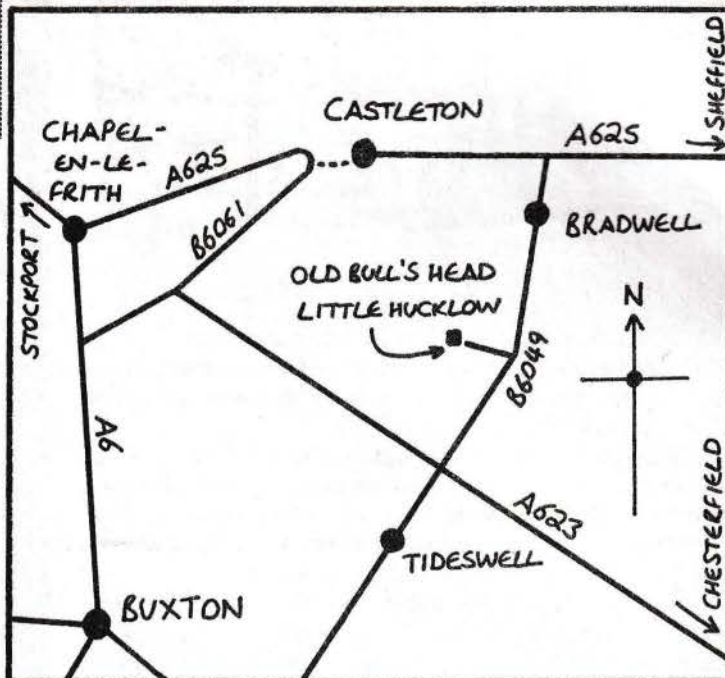 SHEFFIELD
CASTLETON
A625
CHAPEL-
EN-LE-
FRITH
A625
BRADWELL
B6061
STOCKPORT
OLD BULL'S HEAD
LITTLE HUCKLOW
N
B6049
A6
A623
CHESTERFIELD
TIDESWELL
BUXTON